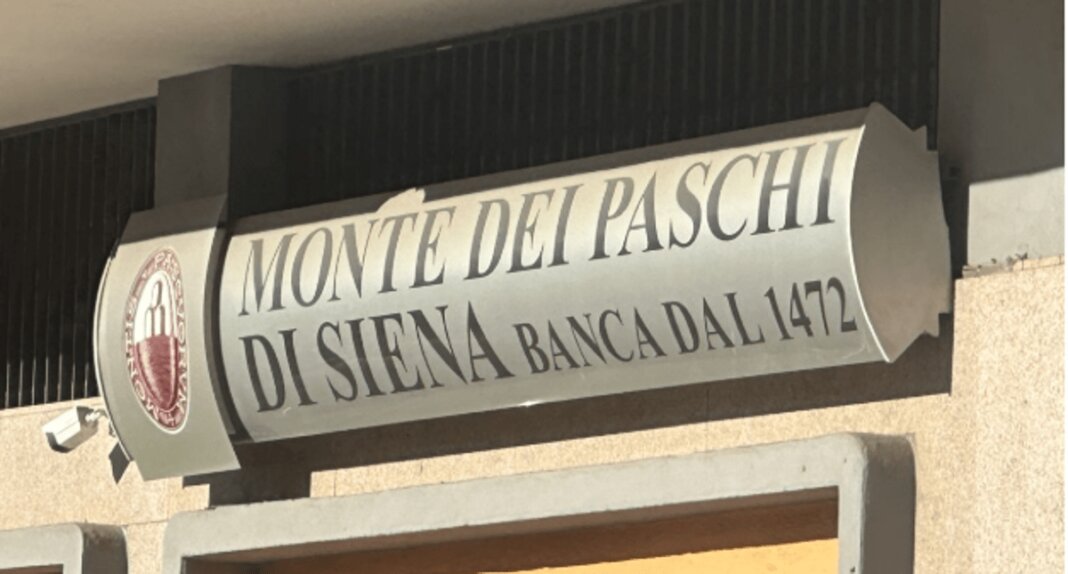 MONTE DEI PASCHI
DI SIENA BANCA DAL 1472